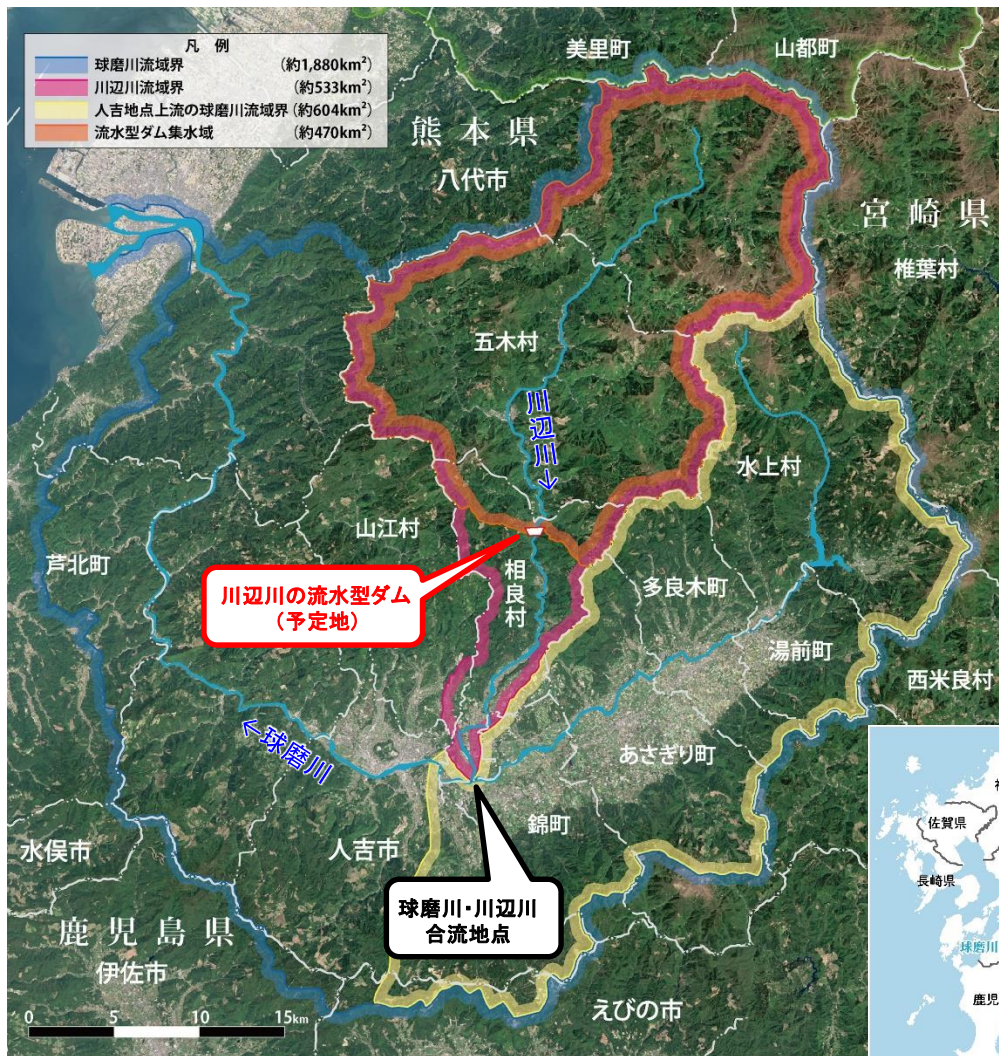 凡 例
球磨川流域界 (約1,880km²)
川辺川流域界 (約533km²)
人吉地点上流の球磨川流域界 (約604km²)
流水型ダム集水域 (約470km²)
美里町
山都町
熊本県
八代市
宮崎県
椎葉村
五木村
川辺川→
水上村
山江村
芦北町
川辺川の流水型ダム
(予定地)
相良村
多良木町
湯前町
西米良村
←球磨川
あさぎり町
錦町
水俣市
人吉市
球磨川・川辺川
合流地点
鹿児島県
伊佐市
えびの市
0 5 10 15km
佐賀県
長崎県
球磨川
鹿児